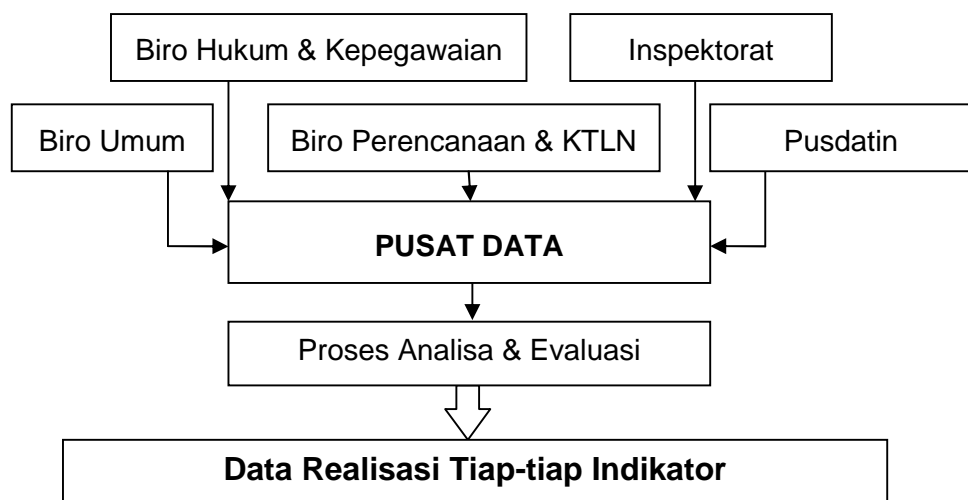 Biro Hukum & Kepegawaian
Inspektorat
Biro Umum
Biro Perencanaan & KTLN
Pusdatin
PUSAT DATA
Proses Analisa & Evaluasi
Data Realisasi Tiap-tiap Indikator